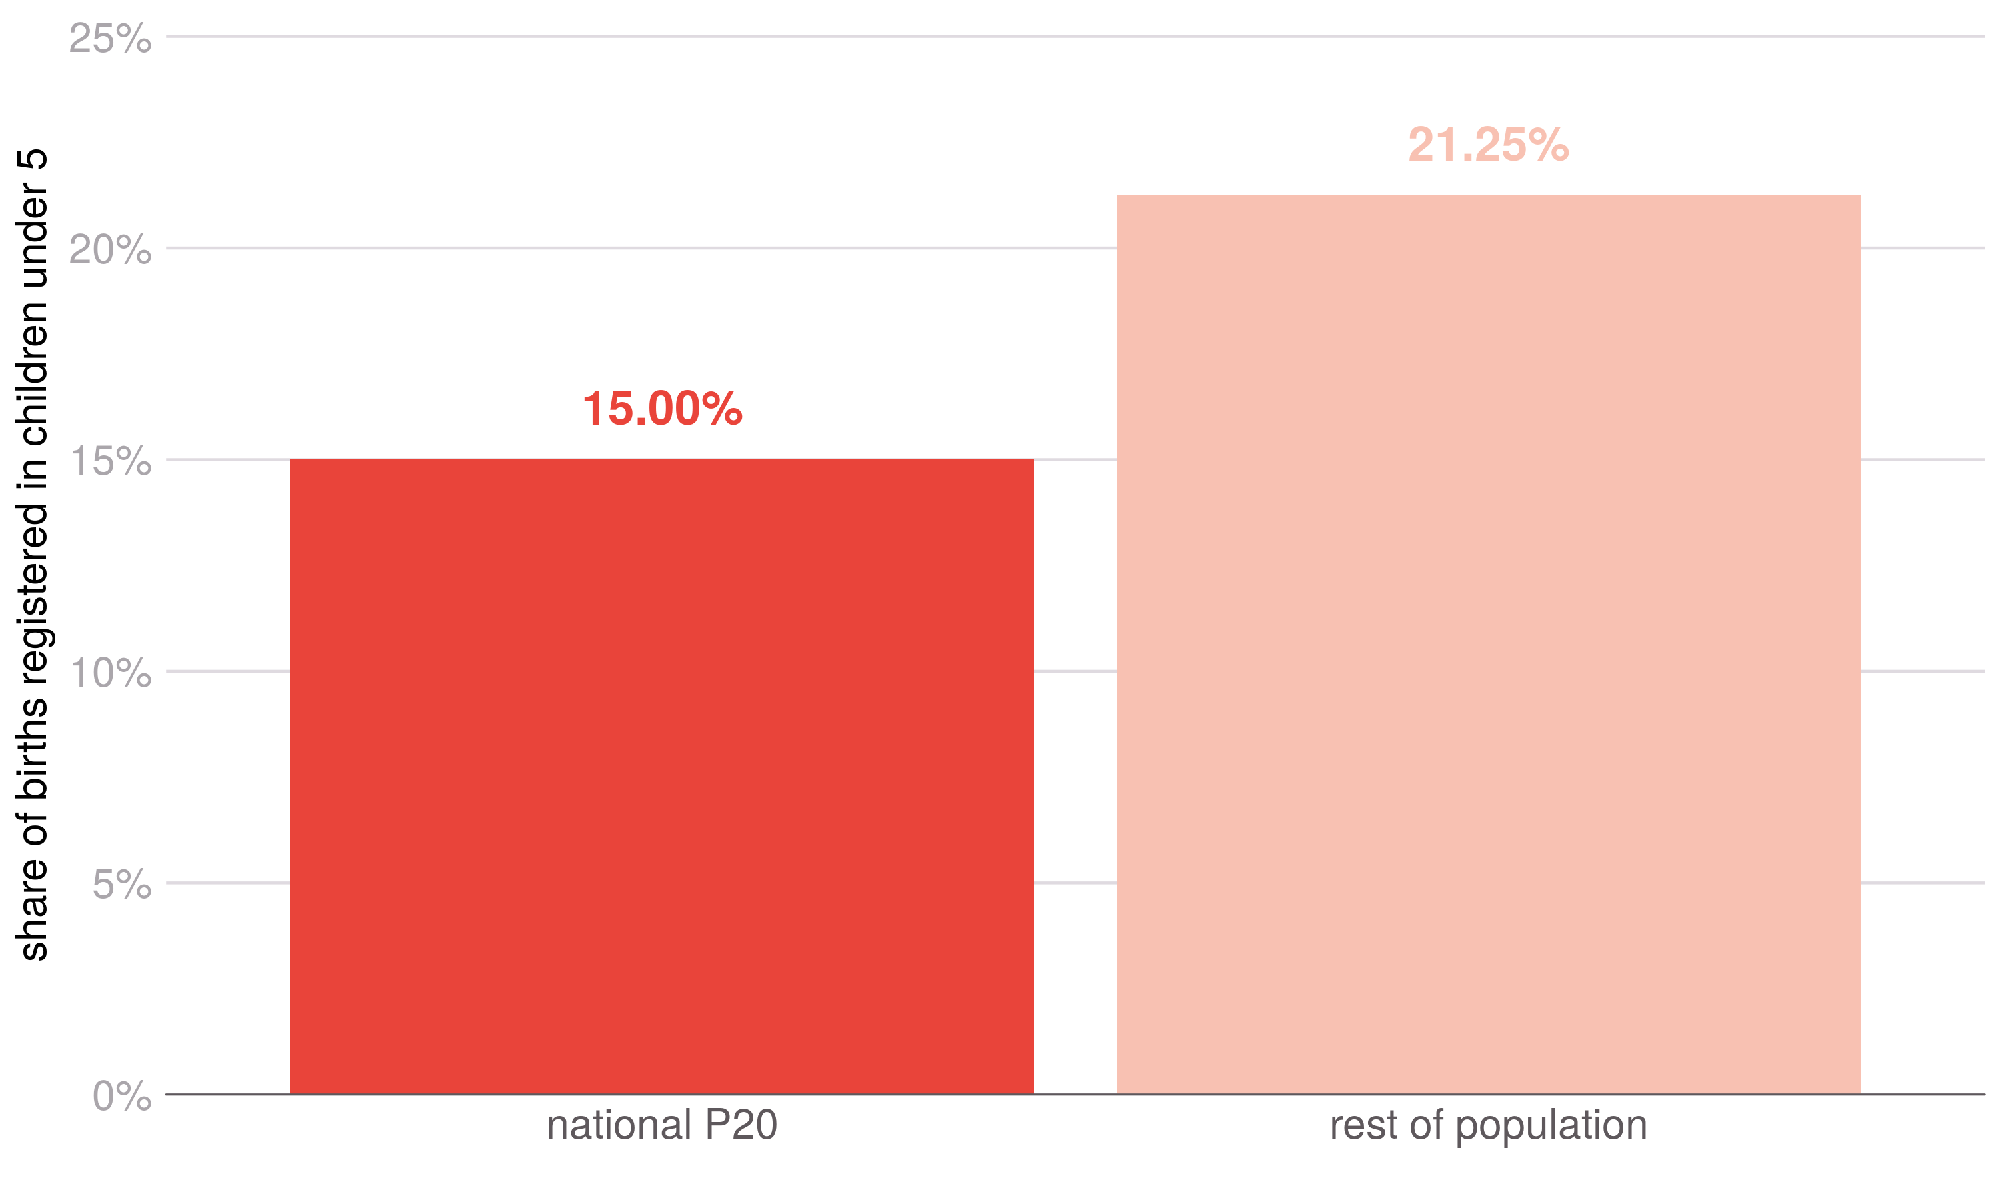 share of births registered in children under 5
25%
20%
15%
10%
5%
0%
15.00%
21.25%
national P20
rest of population